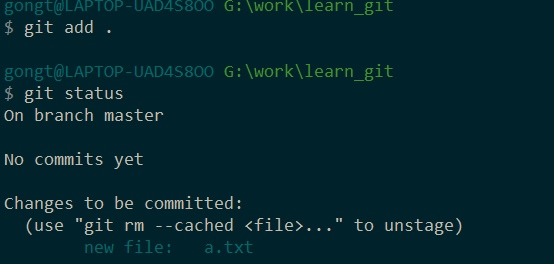 gongt@LAPTOP-UAD4S8OO G:\work\learn_git
$ git add .
gongt@LAPTOP-UAD4S8OO G:\work\learn_git
$ git status
On branch master
No commits yet
Changes to be committed:
(use "git rm --cached <file>..." to unstage)
new file: a.txt